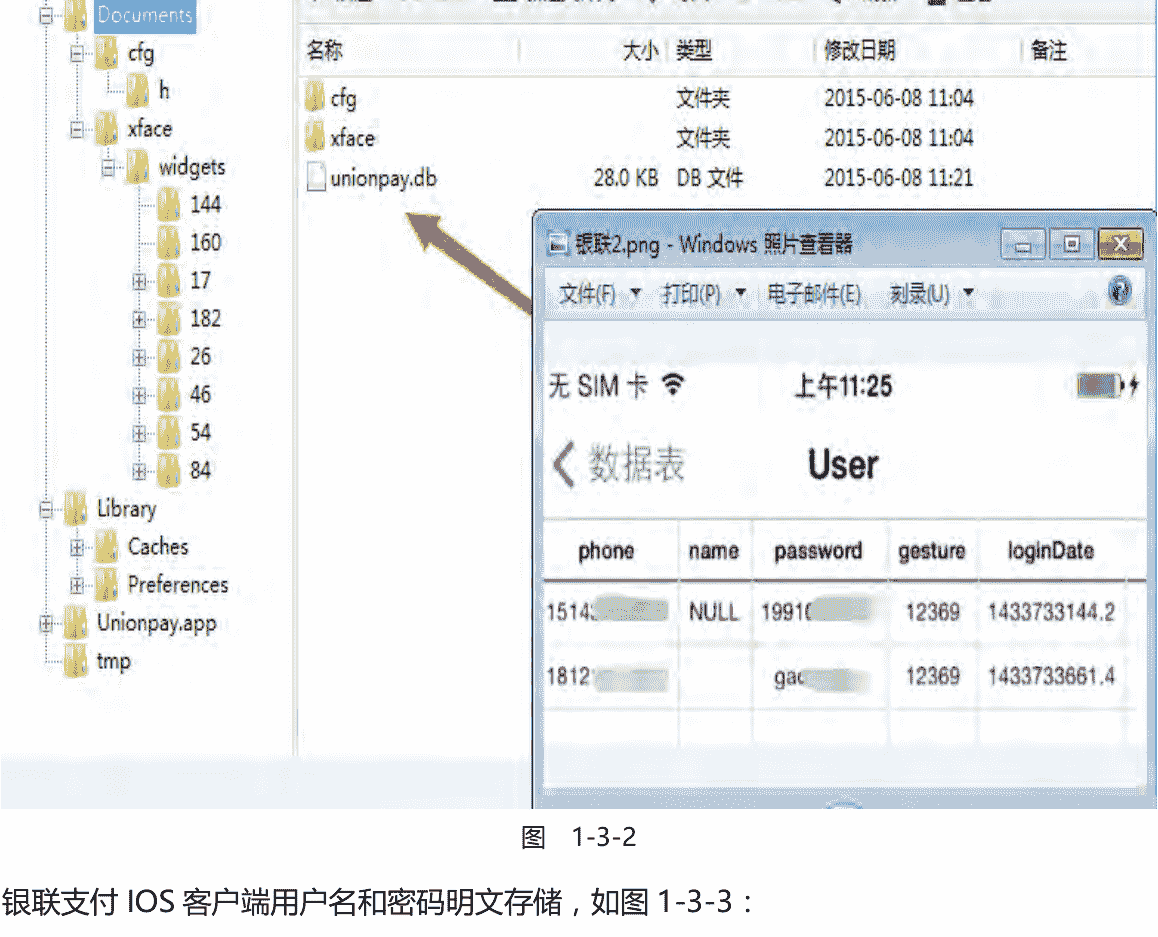 Documents
cfg
h
xface
widgets
144
160
17
182
26
46
54
84
Library
Caches
Preferences
Unionpay.app
tmp
名称 大小 类型 修改日期 备注
cfg 文件夹 2015-06-08 11:04
xface 文件夹 2015-06-08 11:04
unionpay.db 28.0 KB DB 文件 2015-06-08 11:21
银联2.png - Windows 照片查看器
文件(F) 打印(P) 电子邮件(E) 刻录(U)
无 SIM 卡 上午11:25
数据表 User
phone name password gesture loginDate
1514 NULL 1991 12369 1433733144.2
1812 gac 12369 1433733661.4
图 1-3-2
银联支付 IOS 客户端用户名和密码明文存储，如图 1-3-3：